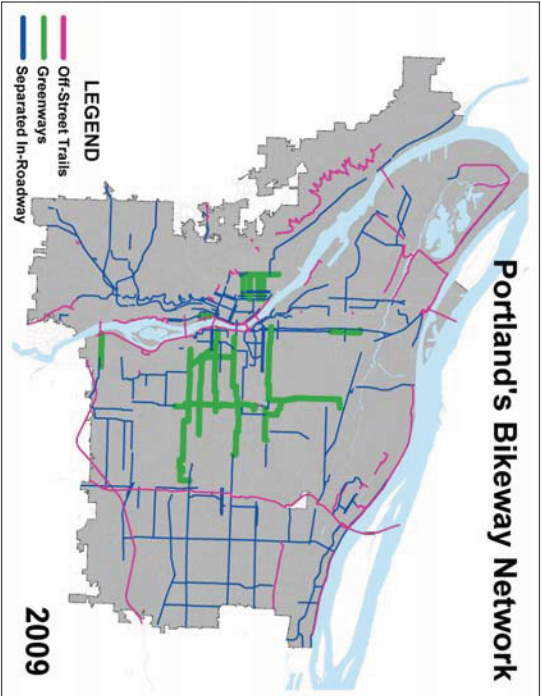 Portland's Bikeway Network
LEGEND
Off-Street Trails
Greenways
Separated In-Roadway
2009